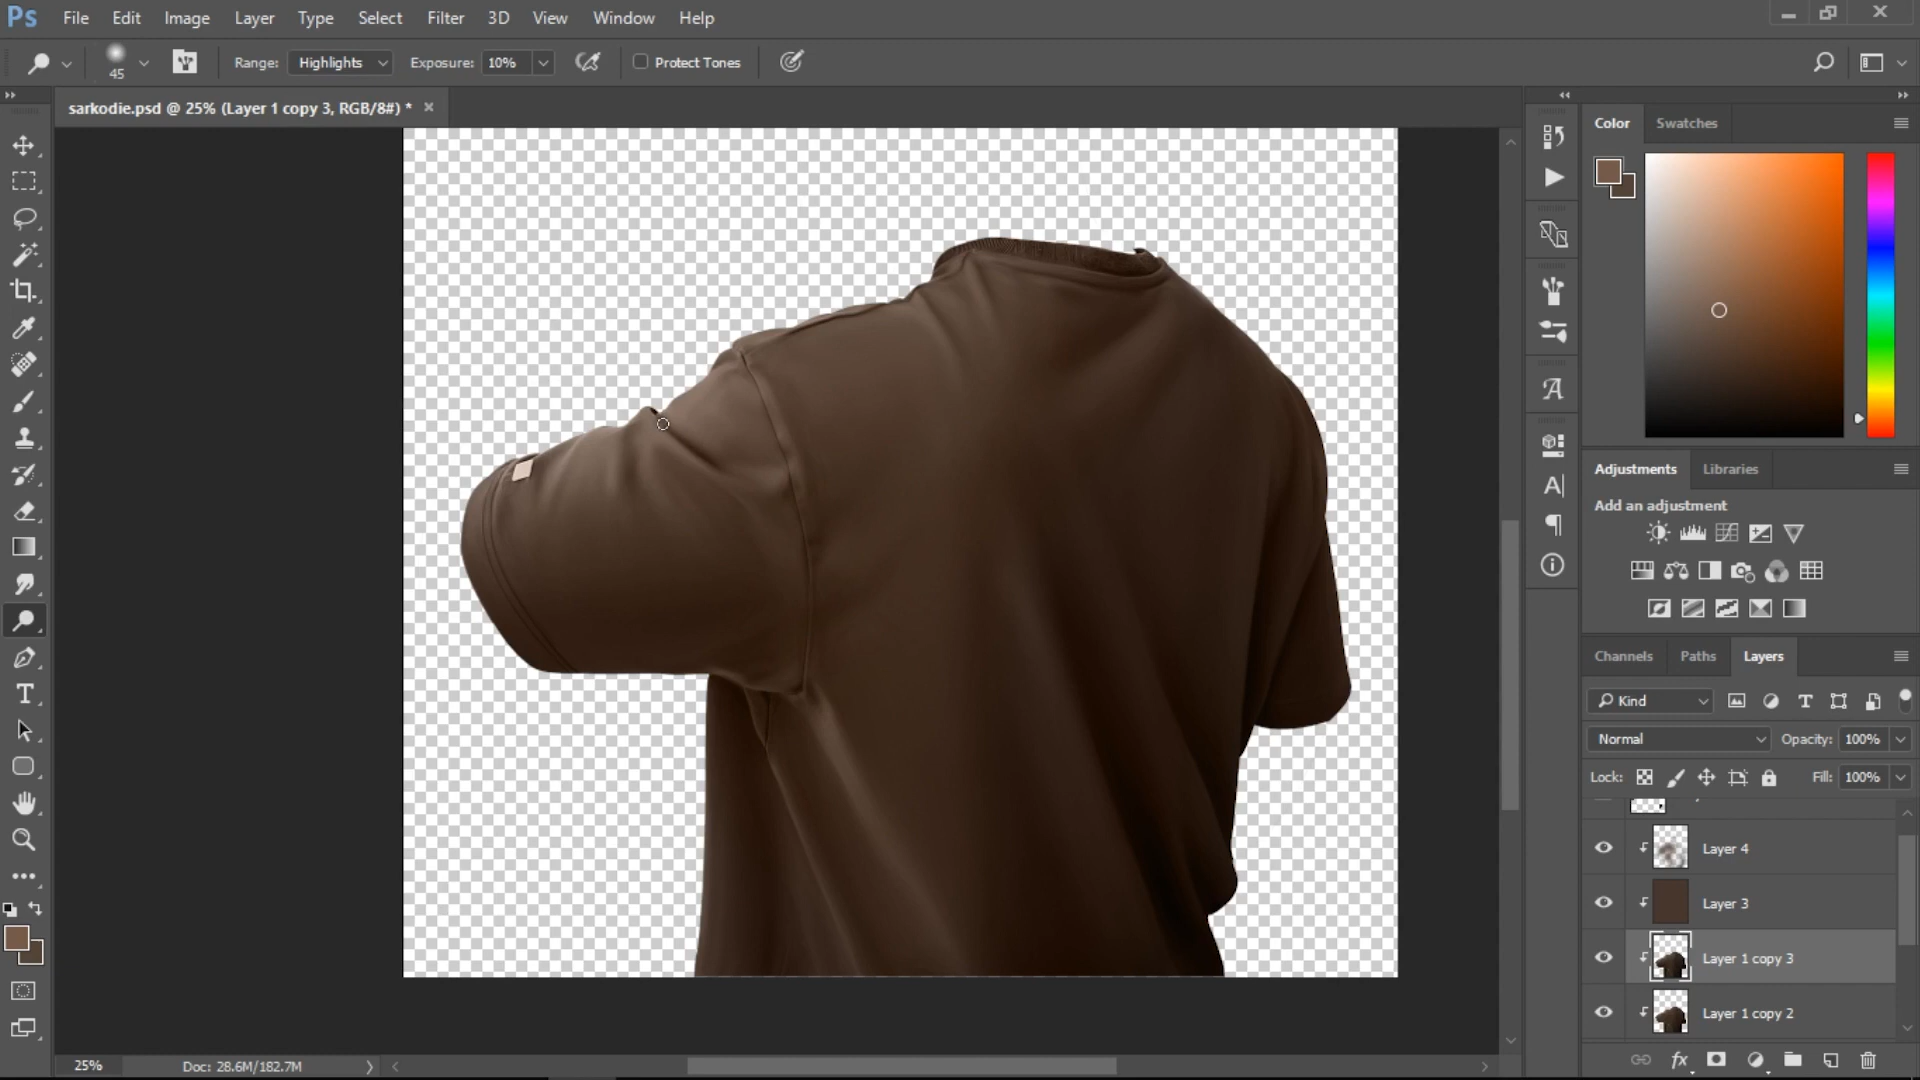 Ps File Edit Image Layer Type Select Filter 3D View Window Help
45 Range: Highlights Exposure: 10% Protect Tones
sarkodie.psd @ 25% (Layer 1 copy 3, RGB/8#) *
Color Swatches
Adjustments Libraries
Add an adjustment
Channels Paths Layers
Kind
Normal Opacity: 100%
Lock: Fill: 100%
Layer 4
Layer 3
Layer 1 copy 3
Layer 1 copy 2
25% Doc: 28.6M/182.7M